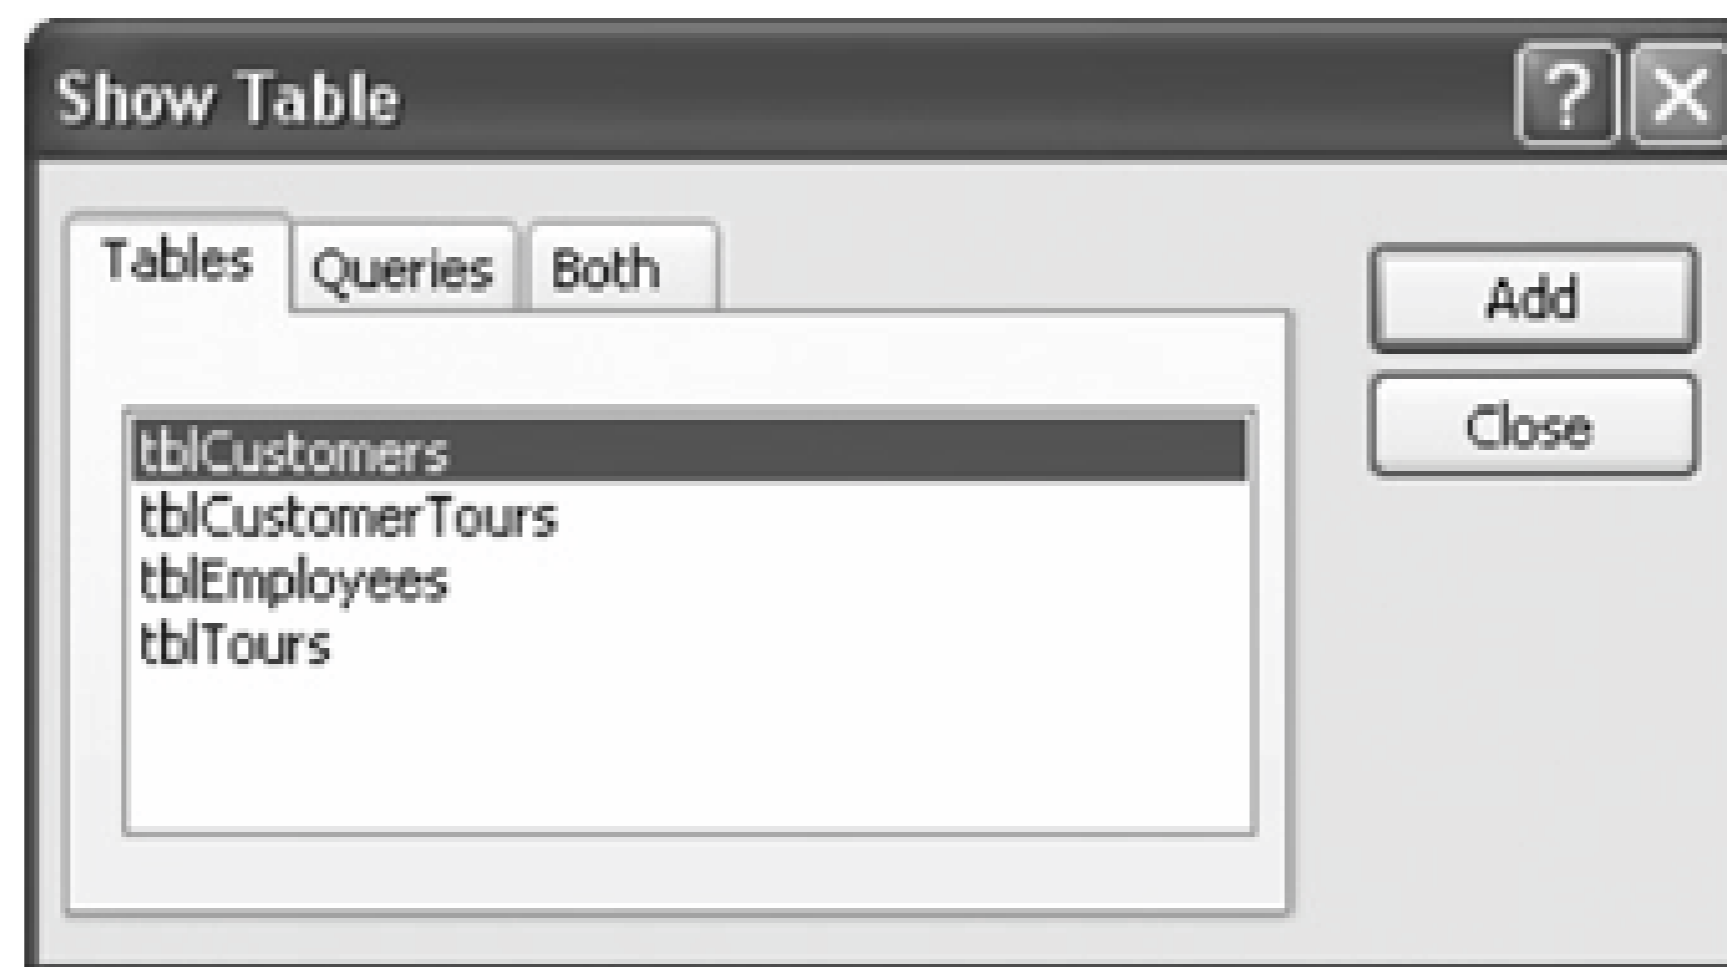 Show Table
?
Tables Queries Both
Add
Close
tblCustomers
tblCustomerTours
tblEmployees
tblTours